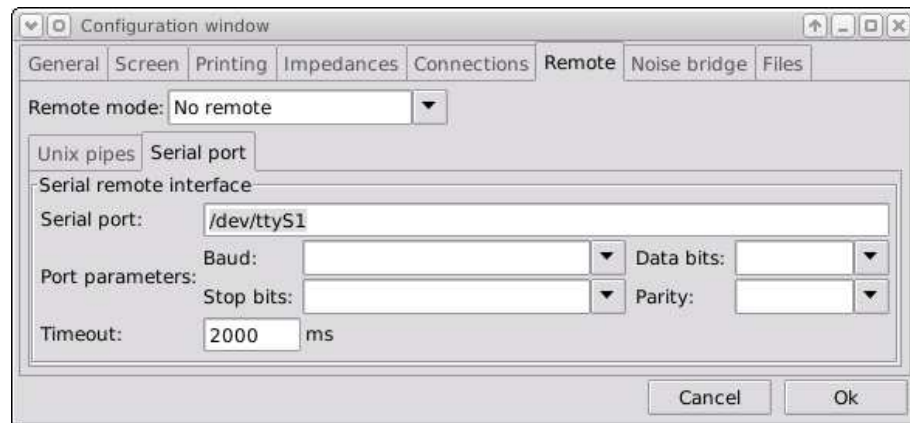 Configuration window
General Screen Printing Impedances Connections Remote Noise bridge Files
Remote mode: No remote
Unix pipes Serial port
Serial remote interface
Serial port: /dev/ttyS1
Port parameters: Baud: Data bits:
Stop bits: Parity:
Timeout: 2000 ms
Cancel Ok